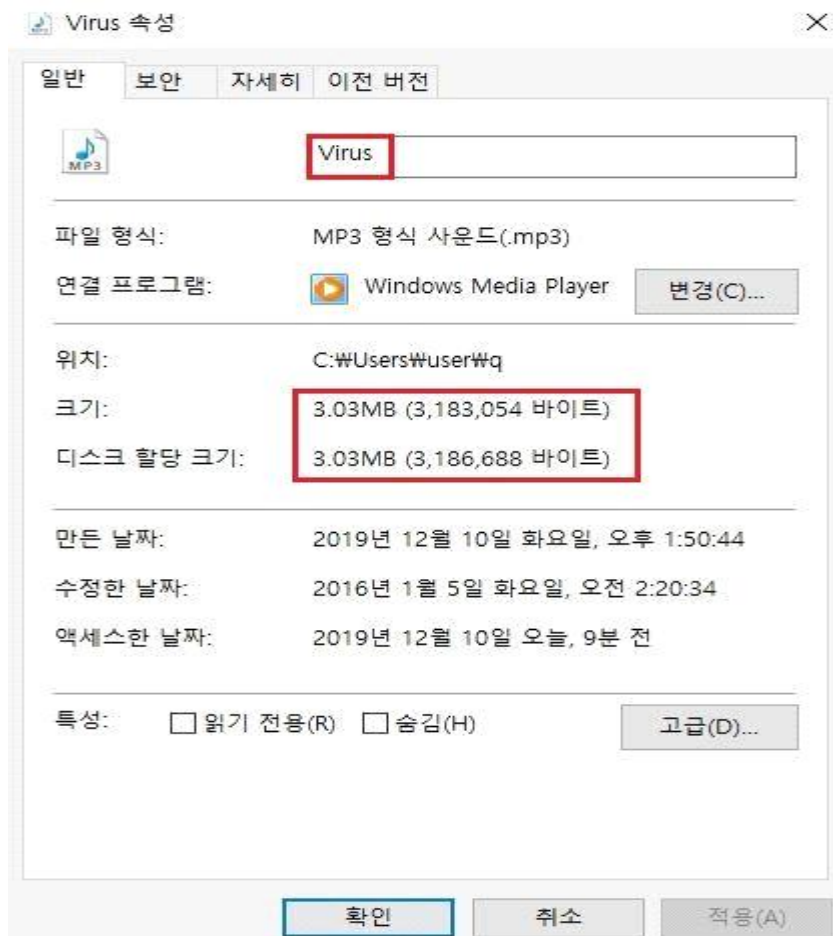 Virus 속성
일반 보안 자세히 이전 버전
MP3
Virus
파일 형식: MP3 형식 사운드(.mp3)
연결 프로그램: Windows Media Player 변경(C)...
위치: C:₩Users₩user₩q
크기: 3.03MB (3,183,054 바이트)
디스크 할당 크기: 3.03MB (3,186,688 바이트)
만든 날짜: 2019년 12월 10일 화요일, 오후 1:50:44
수정한 날짜: 2016년 1월 5일 화요일, 오전 2:20:34
액세스한 날짜: 2019년 12월 10일 오늘, 9분 전
특성: 읽기 전용(R) 숨김(H) 고급(D)...
확인 취소 적용(A)